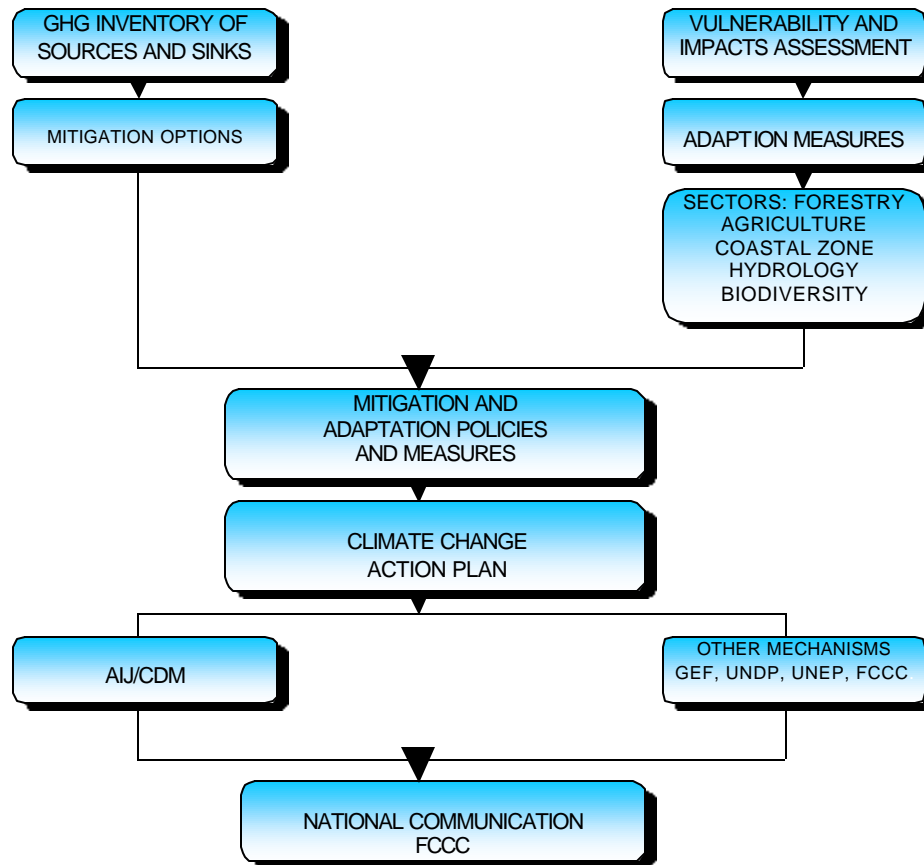 GHG INVENTORY OF
SOURCES AND SINKS
VULNERABILITY AND
IMPACTS ASSESSMENT
MITIGATION OPTIONS
ADAPTION MEASURES
SECTORS: FORESTRY
AGRICULTURE
COASTAL ZONE
HYDROLOGY
BIODIVERSITY
MITIGATION AND
ADAPTATION POLICIES
AND MEASURES
CLIMATE CHANGE
ACTION PLAN
AIJ/CDM
OTHER MECHANISMS
GEF, UNDP, UNEP, FCCC
NATIONAL COMMUNICATION
FCCC